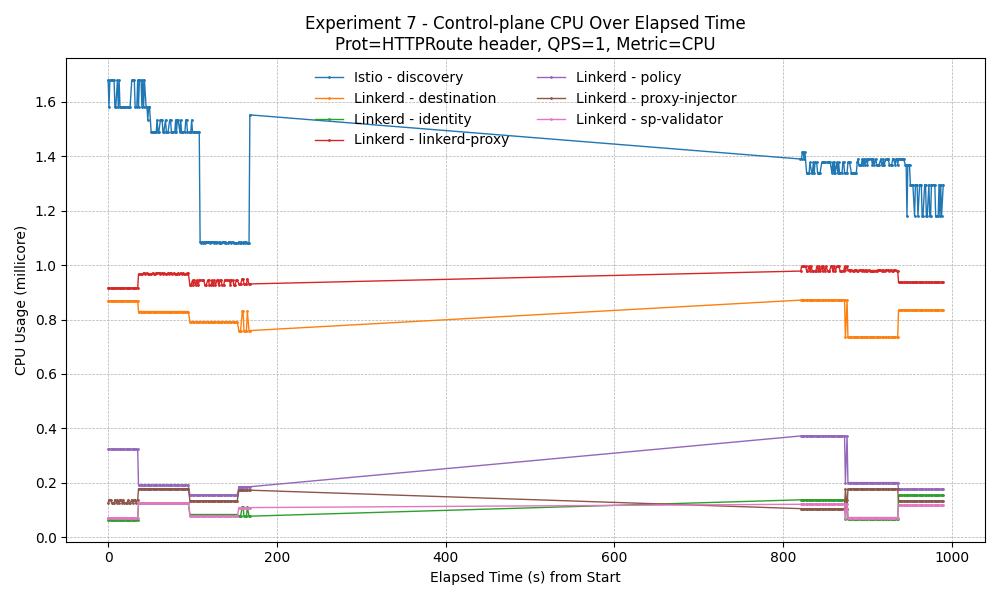 Experiment 7 - Control-plane CPU Over Elapsed Time
Prot=HTTPRoute header, QPS=1, Metric=CPU
Istio - discovery
Linkerd - destination
Linkerd - identity
Linkerd - linkerd-proxy
Linkerd - policy
Linkerd - proxy-injector
Linkerd - sp-validator
CPU Usage (millicore)
1.6
1.4
1.2
1.0
0.8
0.6
0.4
0.2
0.0
0
200
400
600
800
1000
Elapsed Time (s) from Start